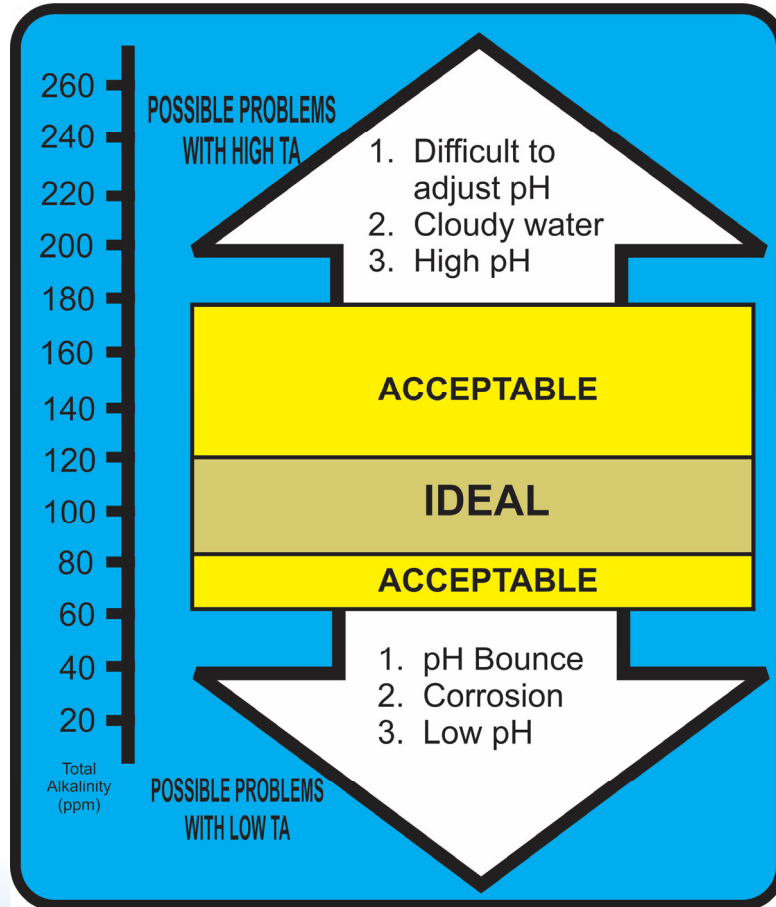 260
240
220
200
180
160
140
120
100
80
60
40
20
Total
Alkalinity
(ppm)
POSSIBLE PROBLEMS
WITH HIGH TA
1. Difficult to
adjust pH
2. Cloudy water
3. High pH
ACCEPTABLE
IDEAL
ACCEPTABLE
1. pH Bounce
2. Corrosion
3. Low pH
POSSIBLE PROBLEMS
WITH LOW TA